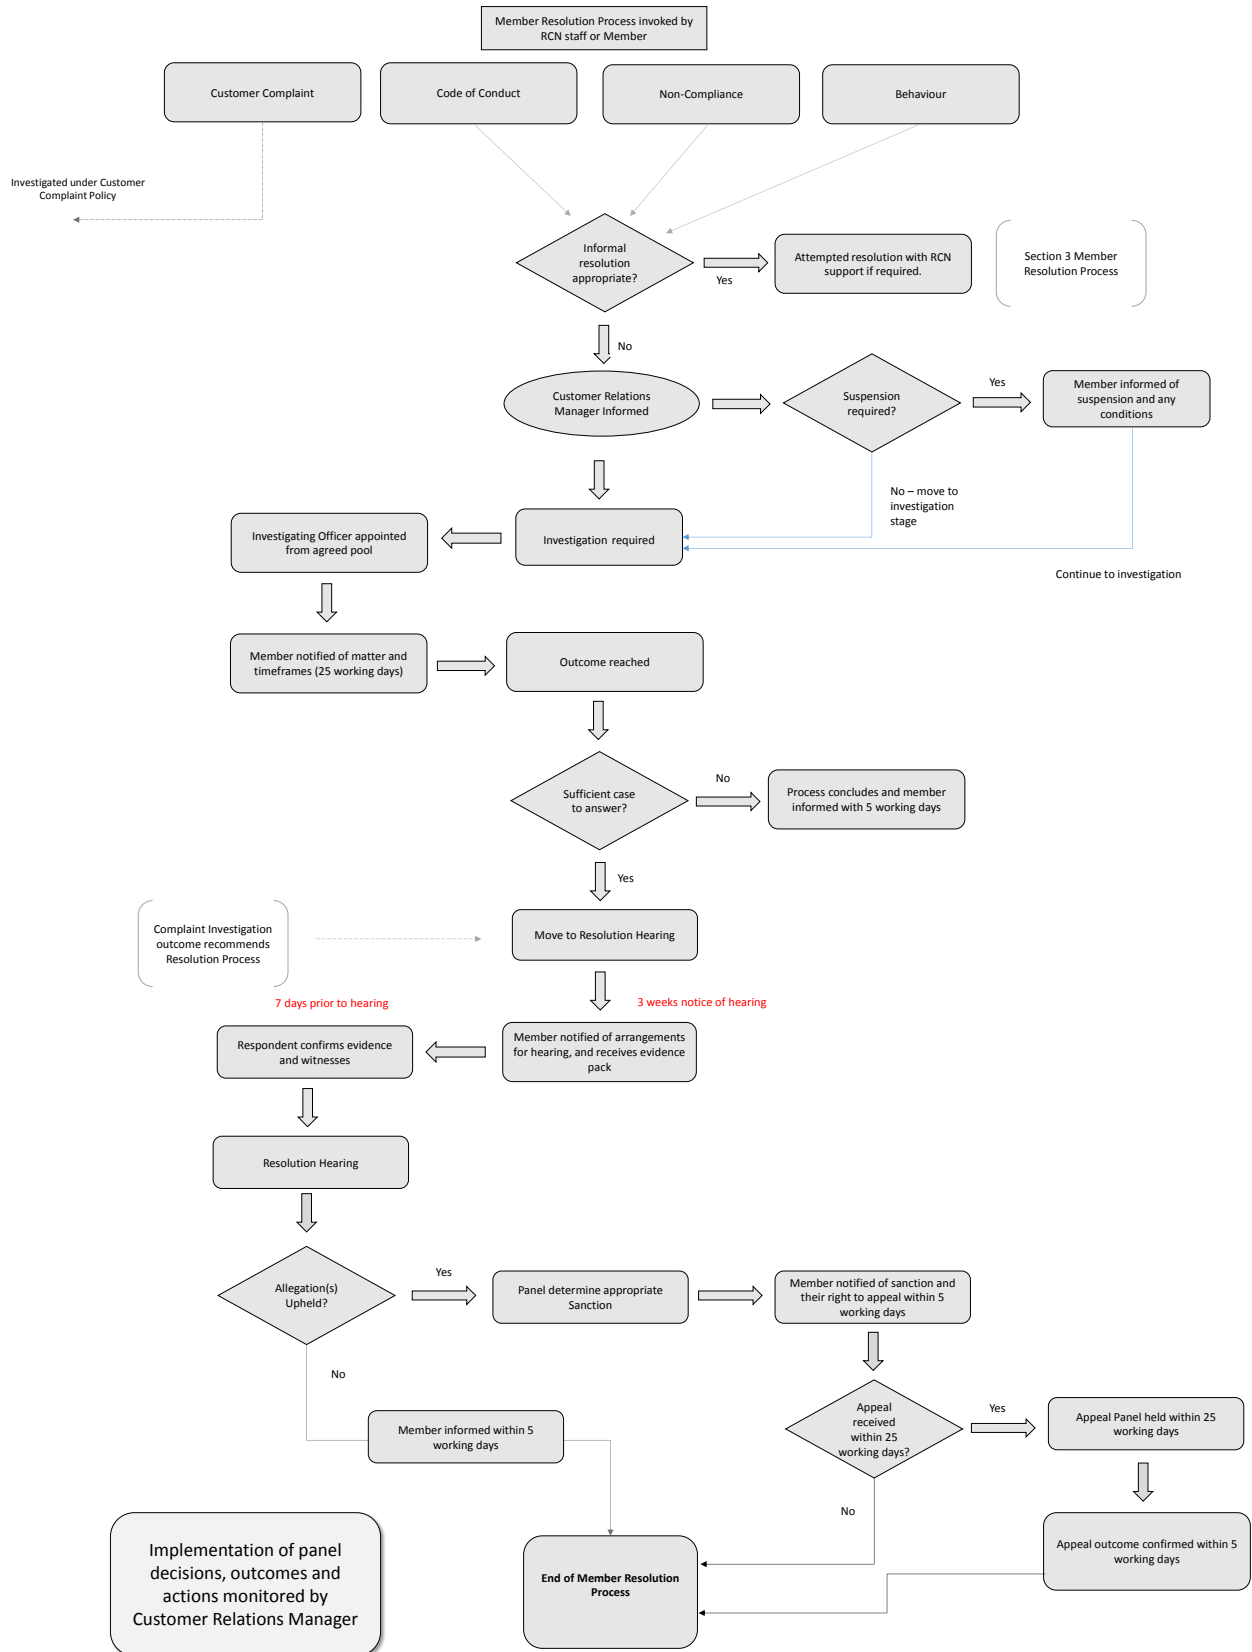 Member Resolution Process invoked by
RCN staff or Member
Customer Complaint
Code of Conduct
Non-Compliance
Behaviour
Investigated under Customer
Complaint Policy
Informal
resolution
appropriate?
Yes
Attempted resolution with RCN
support if required.
Section 3 Member
Resolution Process
No
Customer Relations
Manager Informed
Suspension
required?
Yes
Member informed of
suspension and any
conditions
No – move to
investigation
stage
Investigating Officer appointed
from agreed pool
Investigation required
Continue to investigation
Member notified of matter and
timeframes (25 working days)
Outcome reached
Sufficient case
to answer?
No
Process concludes and member
informed with 5 working days
Yes
Complaint Investigation
outcome recommends
Resolution Process
Move to Resolution Hearing
7 days prior to hearing
3 weeks notice of hearing
Respondent confirms evidence
and witnesses
Member notified of arrangements
for hearing, and receives evidence
pack
Resolution Hearing
Allegation(s)
Upheld?
Yes
Panel determine appropriate
Sanction
Member notified of sanction and
their right to appeal within 5
working days
No
Appeal
received
within 25
working days?
Yes
Appeal Panel held within 25
working days
Member informed within 5
working days
No
Appeal outcome confirmed within 5
working days
End of Member Resolution
Process
Implementation of panel
decisions, outcomes and
actions monitored by
Customer Relations Manager